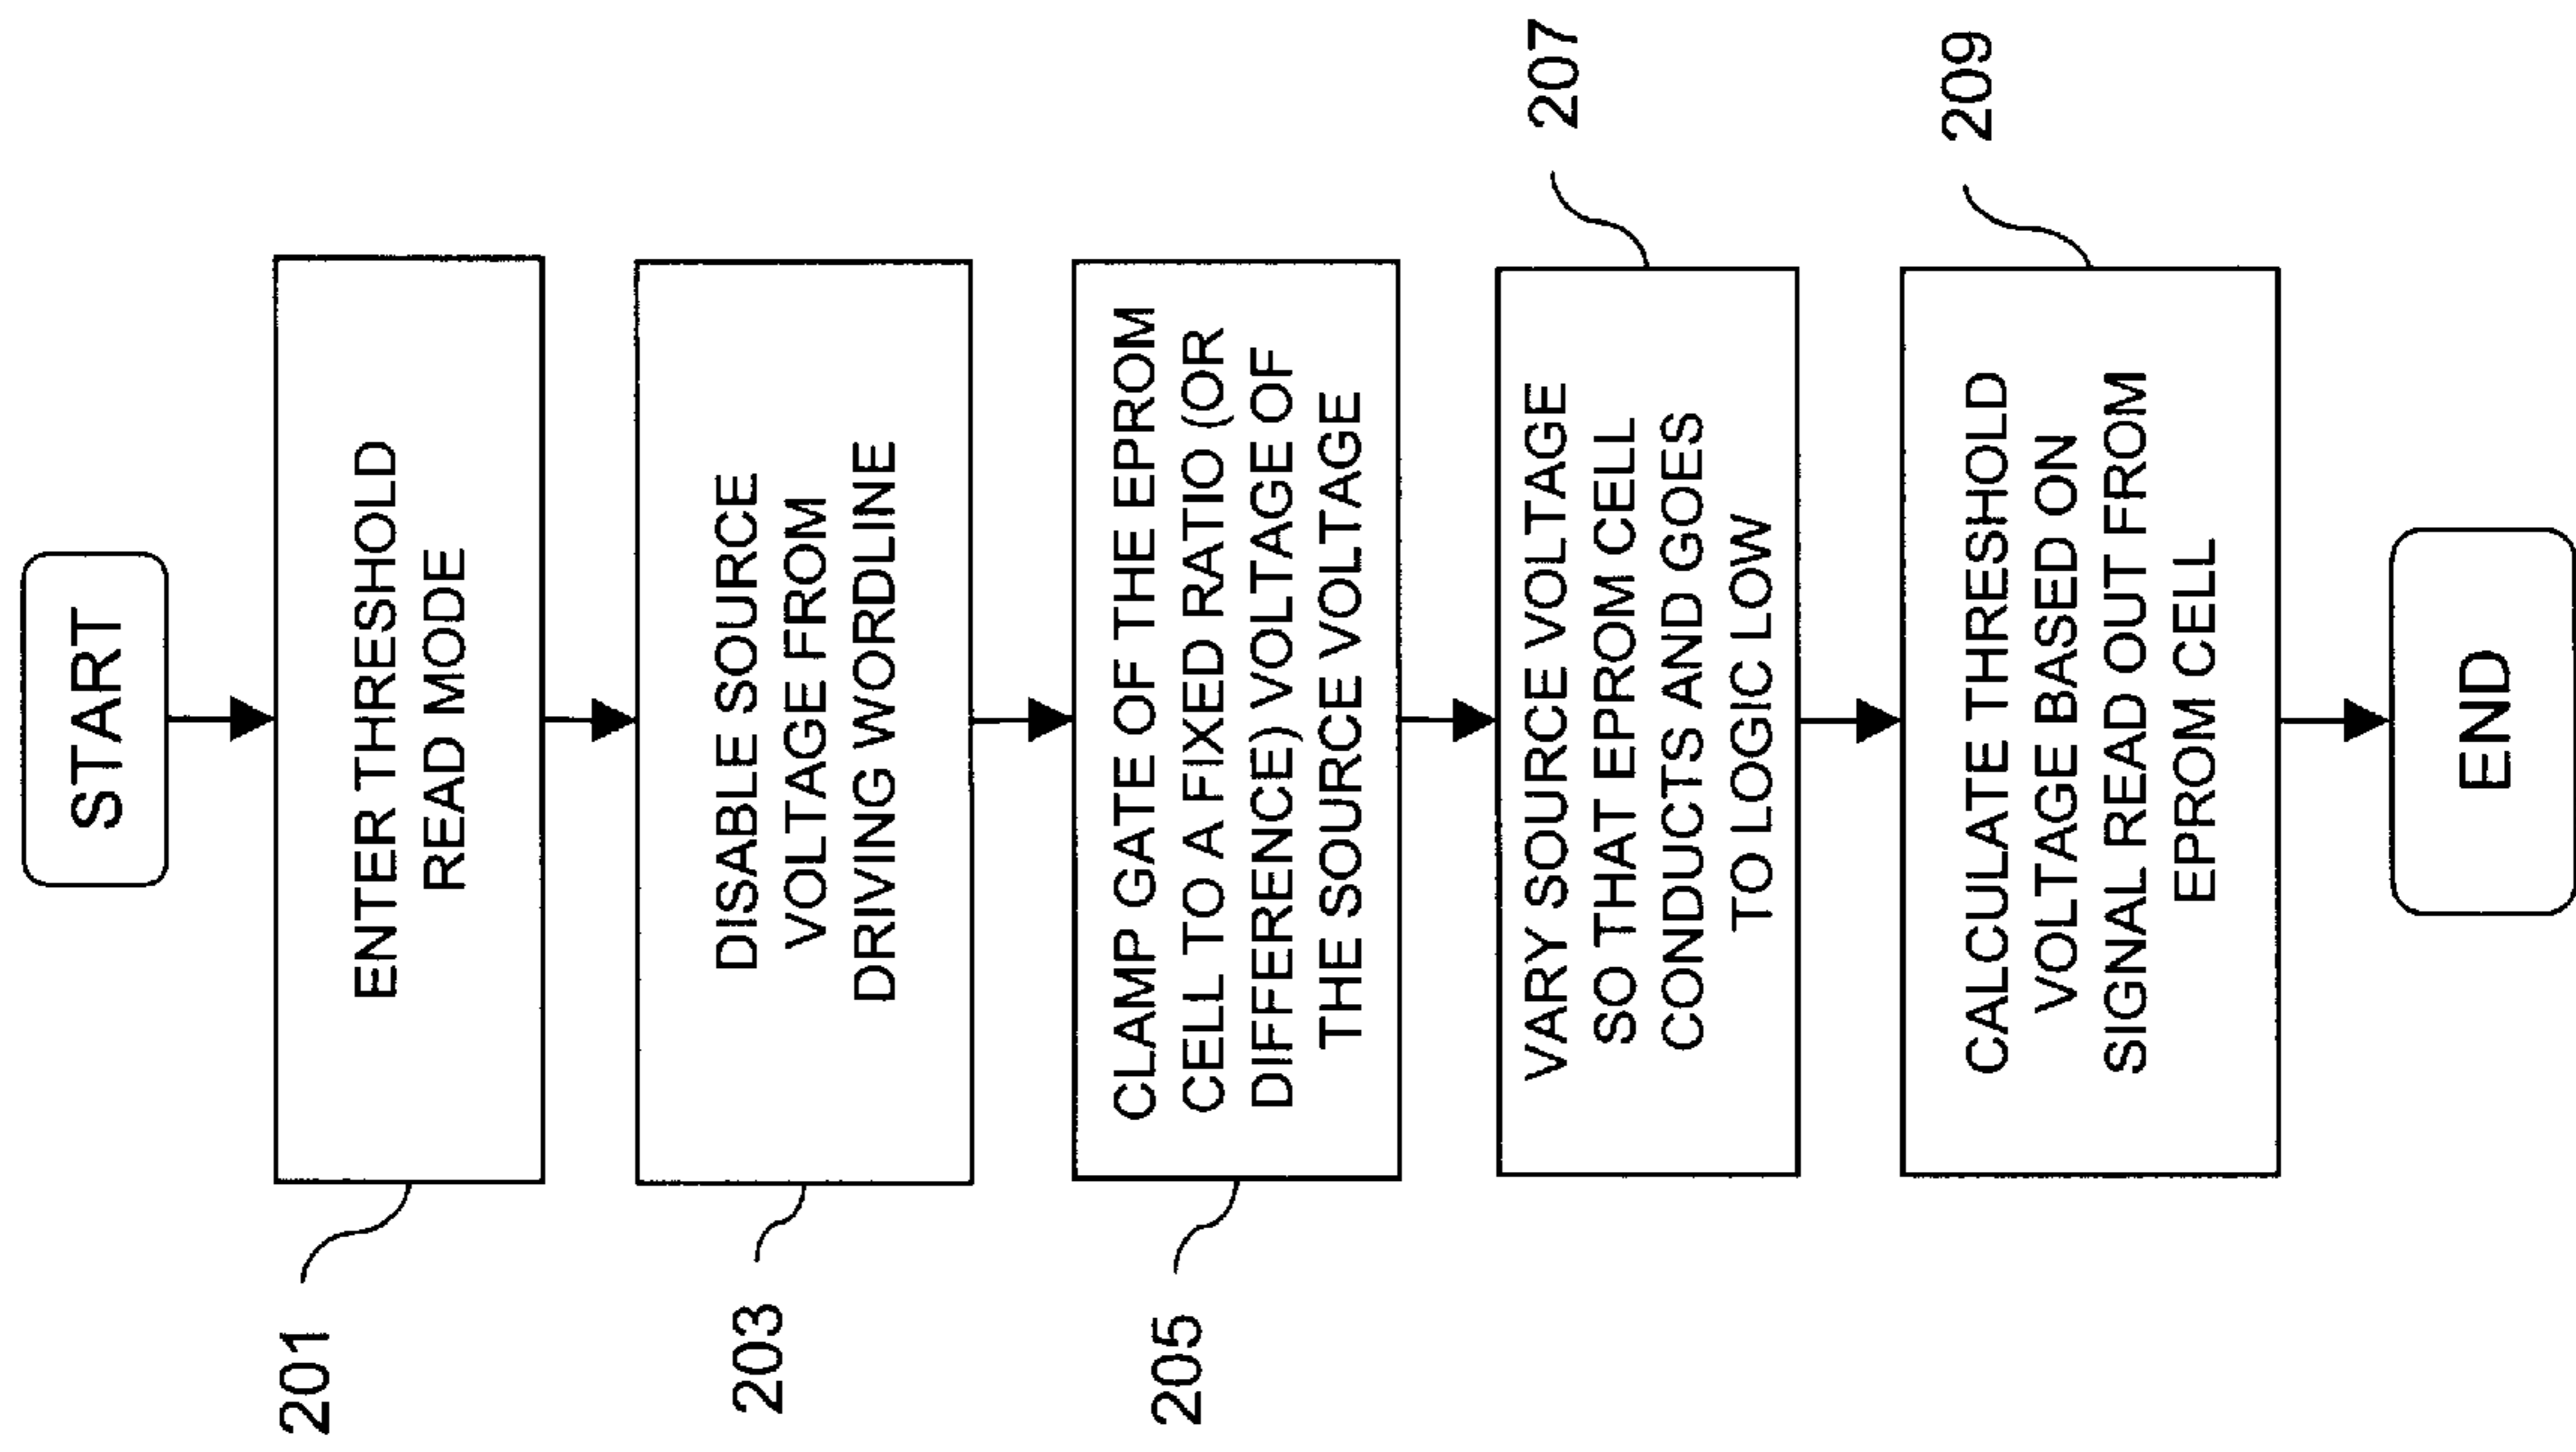 START
201
ENTER THRESHOLD
READ MODE
203
DISABLE SOURCE
VOLTAGE FROM
DRIVING WORDLINE
205
CLAMP GATE OF THE EPROM
CELL TO A FIXED RATIO (OR
DIFFERENCE) VOLTAGE OF
THE SOURCE VOLTAGE
207
VARY SOURCE VOLTAGE
SO THAT EPROM CELL
CONDUCTS AND GOES
TO LOGIC LOW
209
CALCULATE THRESHOLD
VOLTAGE BASED ON
SIGNAL READ OUT FROM
EPROM CELL
END